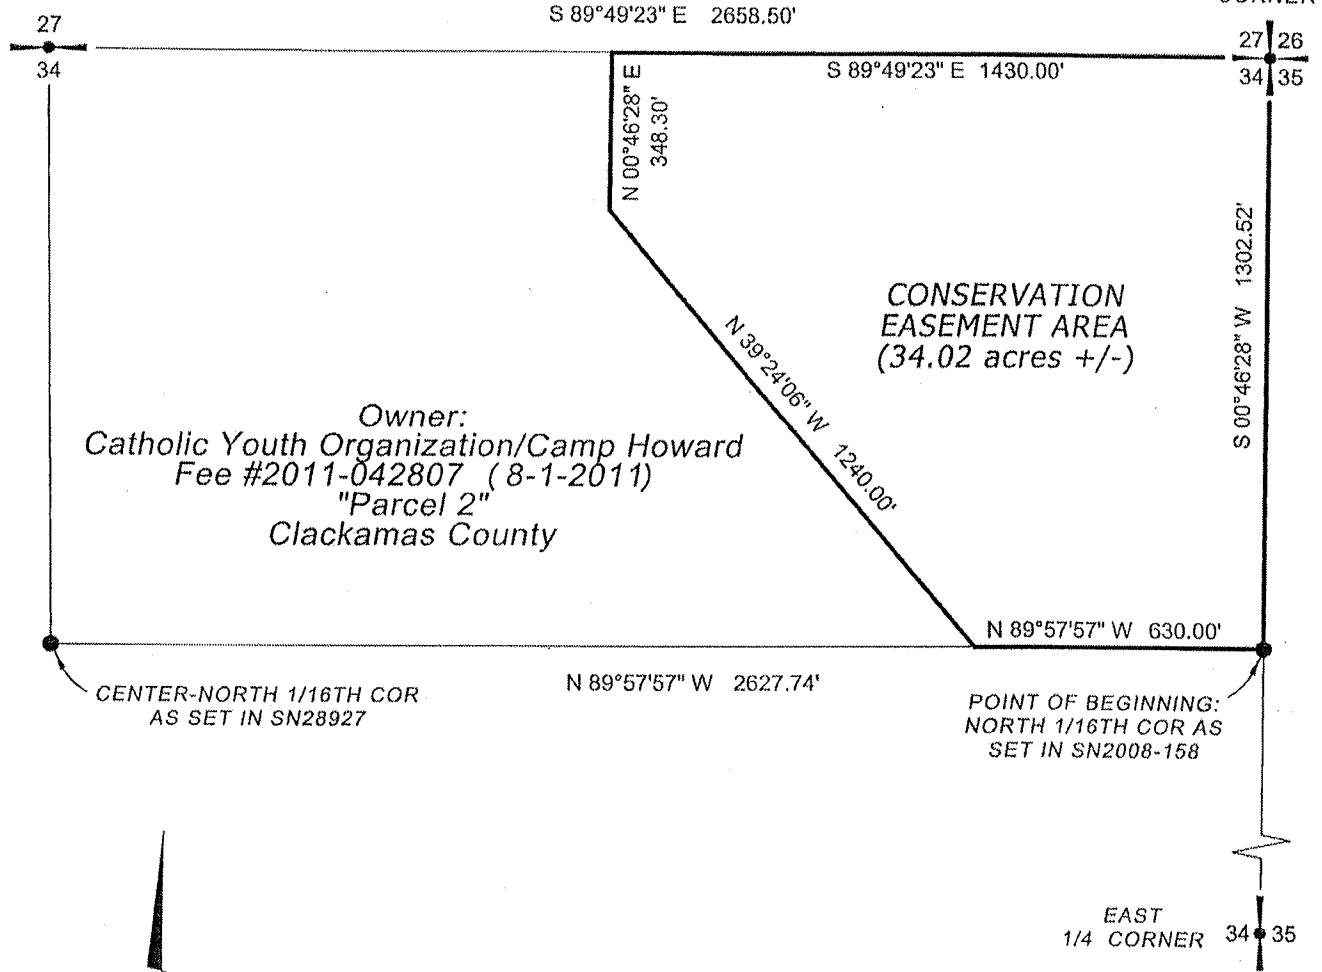 S 89°49'23" E 2658.50'
27
34
27 26
34 35
S 89°49'23" E 1430.00'
N 00°46'28" E
348.30'
S 00°46'28" W 1302.52'
CONSERVATION
EASEMENT AREA
(34.02 acres +/-)
N 39°24'06" W 1240.00'
Owner:
Catholic Youth Organization/Camp Howard
Fee #2011-042807 (8-1-2011)
"Parcel 2"
Clackamas County
N 89°57'57" W 630.00'
N 89°57'57" W 2627.74'
CENTER-NORTH 1/16TH COR
AS SET IN SN28927
POINT OF BEGINNING:
NORTH 1/16TH COR AS
SET IN SN2008-158
EAST
1/4 CORNER
34 35